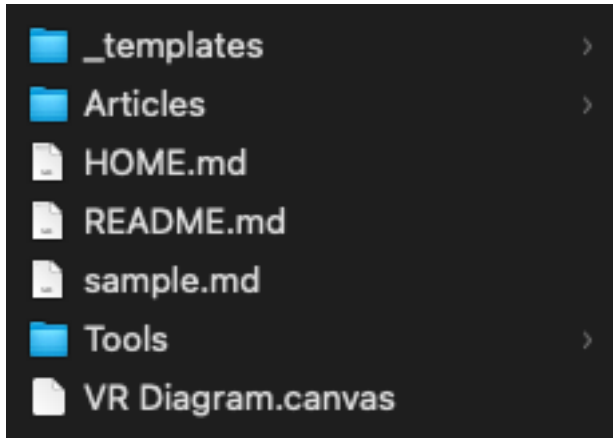 _templates
Articles
HOME.md
README.md
sample.md
Tools
VR Diagram.canvas